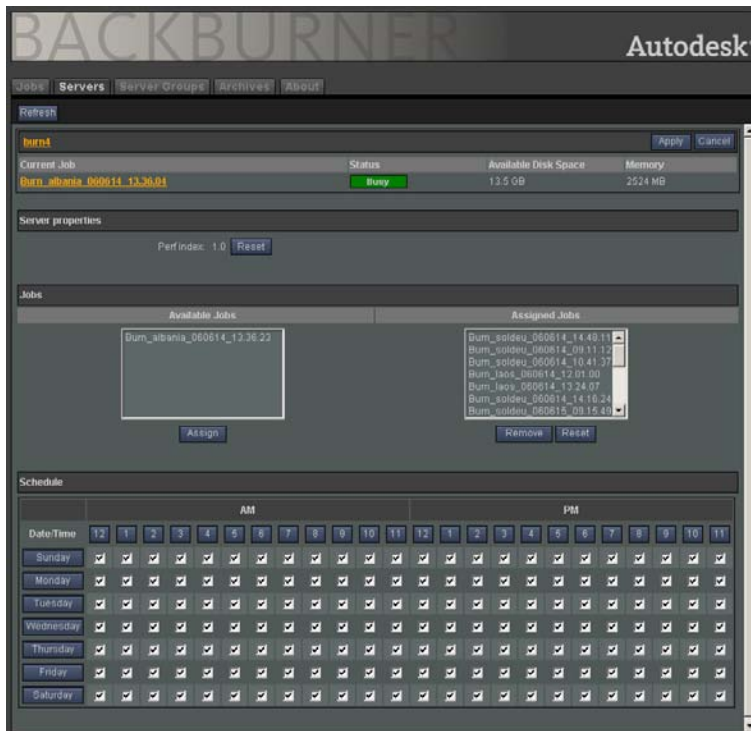 BACKBURNER
Autodesk
Jobs Servers Server Groups Archives About
Refresh
burn4 Apply Cancel
Current Job Status Available Disk Space Memory
Burn_albania_060614_13.36.04 Busy 13.5 GB 2524 MB
Server properties
Perf index: 1.0 Reset
Jobs
Available Jobs Assigned Jobs
Burn_albania_060614_13.36.23
Burn_soldeu_060614_14.48.11
Burn_soldeu_060614_09.11.12
Burn_soldeu_060614_10.41.37
Burn_laos_060614_12.01.00
Burn_laos_060614_13.24.07
Burn_soldeu_060614_14.16.24
Burn_soldeu_060615_09.15.49
Assign Remove Reset
Schedule
AM PM
Date/Time 12 1 2 3 4 5 6 7 8 9 10 11 12 1 2 3 4 5 6 7 8 9 10 11
Sunday
Monday
Tuesday
Wednesday
Thursday
Friday
Saturday